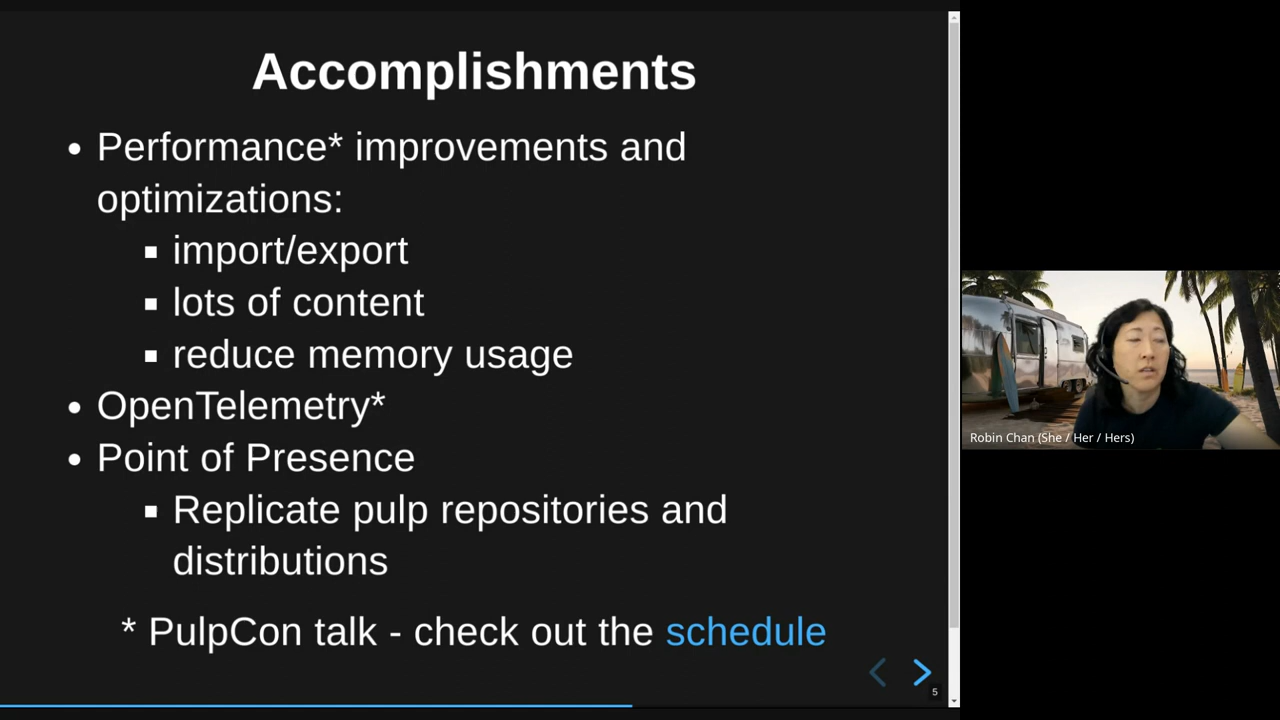 Accomplishments
Performance* improvements and
optimizations:
import/export
lots of content
reduce memory usage
OpenTelemetry*
Point of Presence
Replicate pulp repositories and
distributions
* PulpCon talk - check out the schedule
5
Robin Chan (She / Her / Hers)